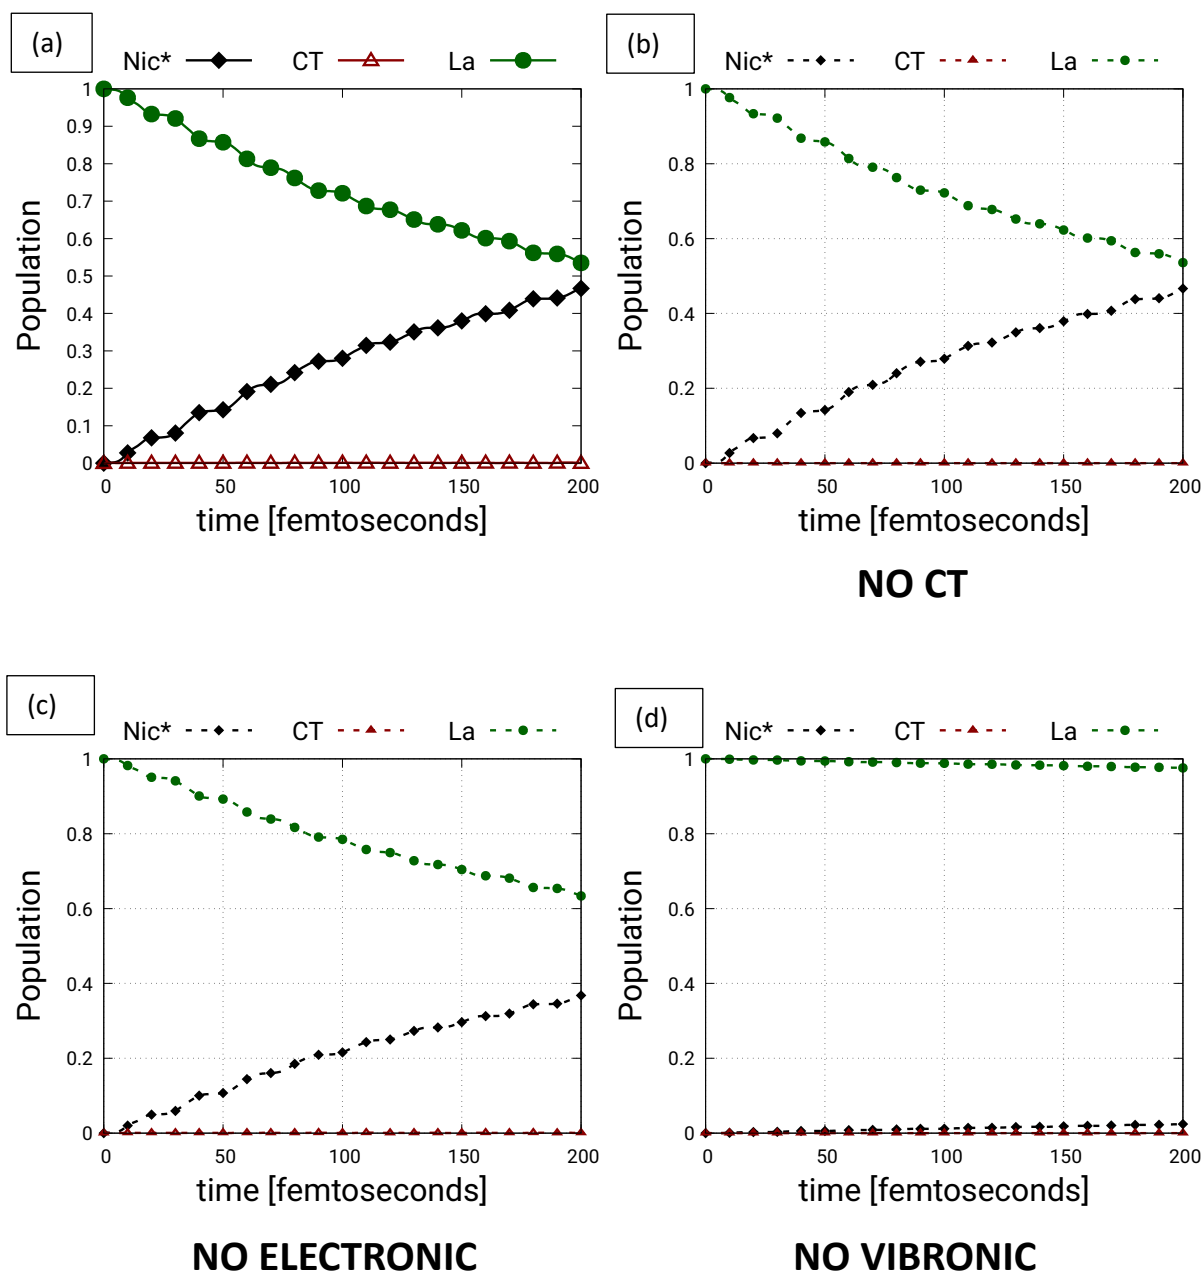 (a)
Nic* CT La
1
0.9
0.8
0.7
0.6
0.5
0.4
0.3
0.2
0.1
0
Population
0 50 100 150 200
time [femtoseconds]
(b)
Nic* CT La
1
0.8
0.6
0.4
0.2
0
Population
0 50 100 150 200
time [femtoseconds]
NO CT
(c)
Nic* CT La
1
0.8
0.6
0.4
0.2
0
Population
0 50 100 150 200
time [femtoseconds]
NO ELECTRONIC
(d)
Nic* CT La
1
0.8
0.6
0.4
0.2
0
Population
0 50 100 150 200
time [femtoseconds]
NO VIBRONIC